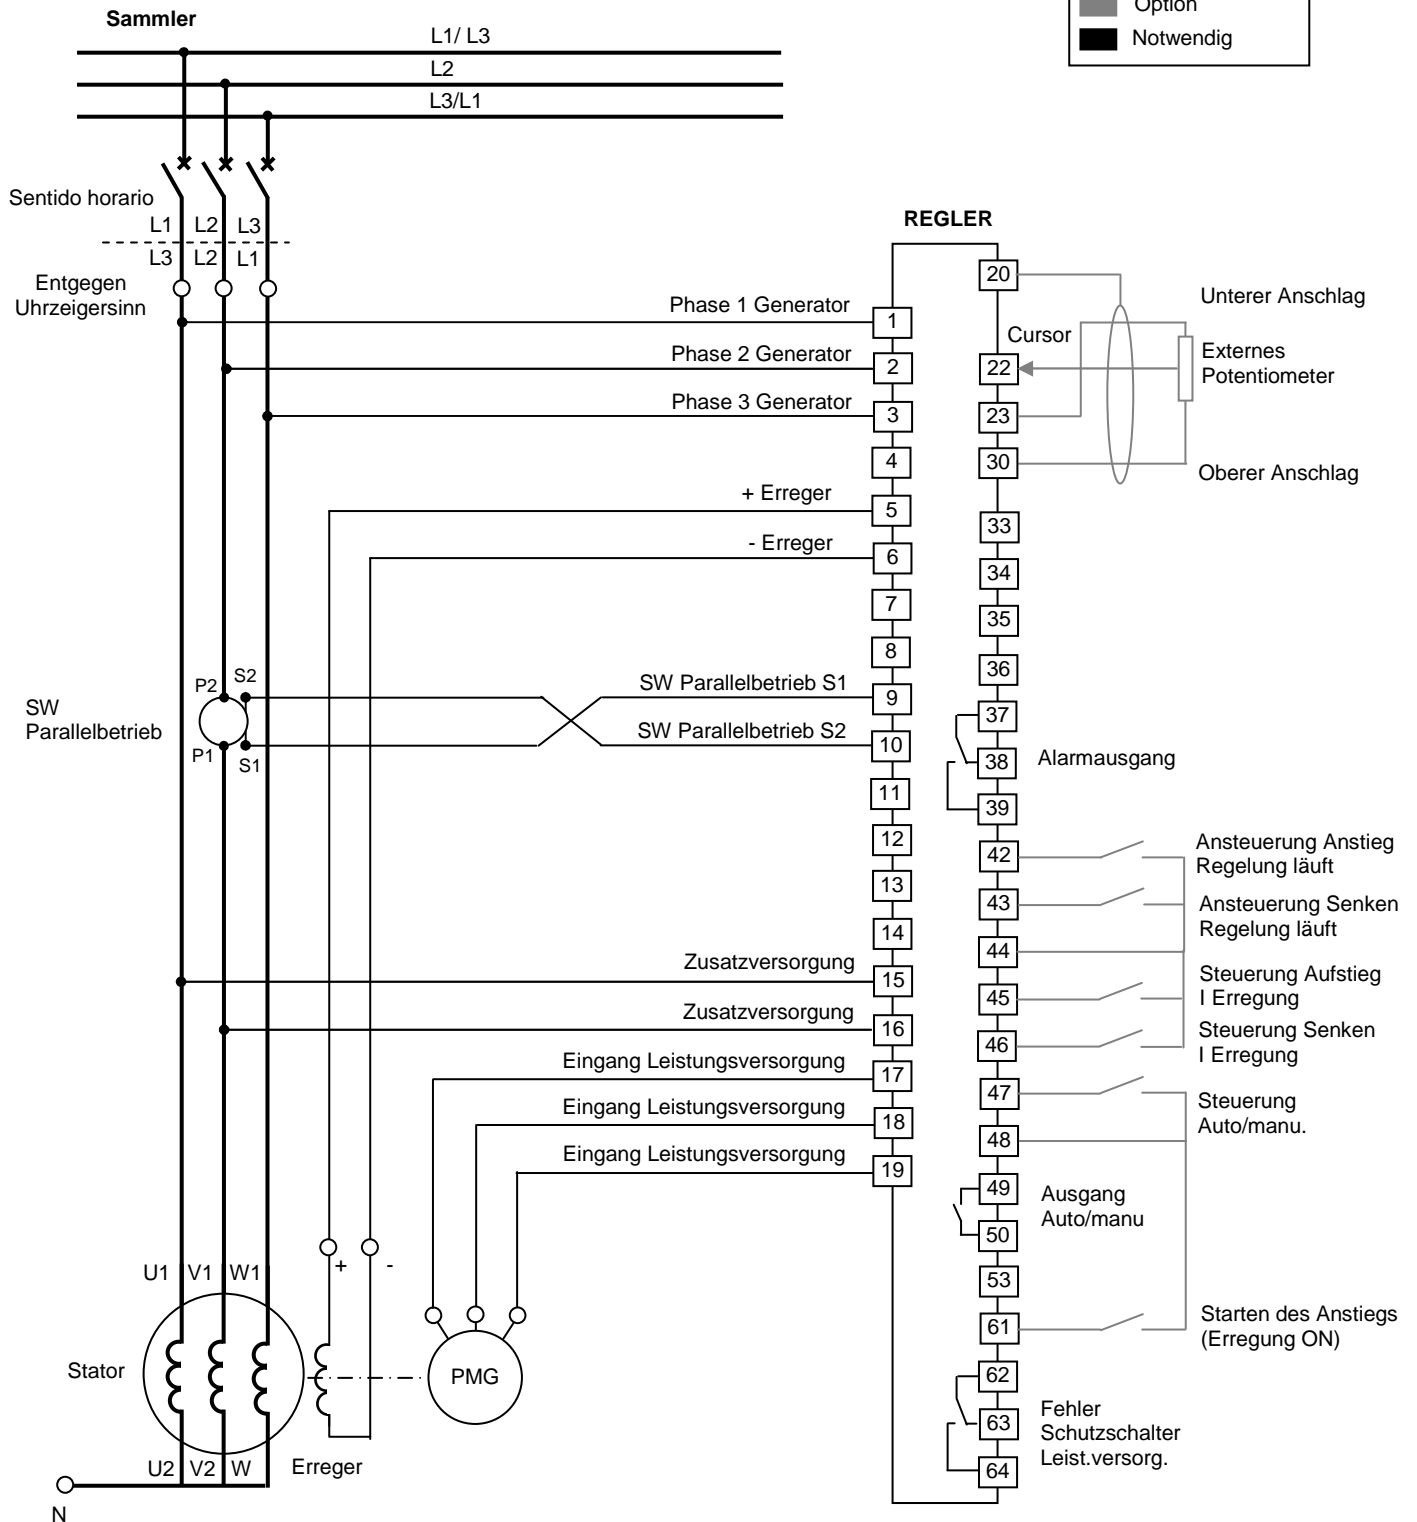 Sammler
Option
Notwendig
L1/ L3
L2
L3/L1
Sentido horario
L1 L2 L3
L3 L2 L1
Entgegen
Uhrzeigersinn
REGLER
Phase 1 Generator
1
Phase 2 Generator
2
Phase 3 Generator
3
4
+ Erreger
5
- Erreger
6
7
8
SW
Parallelbetrieb
P2 S2
P1 S1
SW Parallelbetrieb S1
9
SW Parallelbetrieb S2
10
11
12
13
14
Zusatzversorgung
15
Zusatzversorgung
16
Eingang Leistungsversorgung
17
Eingang Leistungsversorgung
18
Eingang Leistungsversorgung
19
20
Unterer Anschlag
Cursor
22
Externes
Potentiometer
23
30
Oberer Anschlag
33
34
35
36
37
38
Alarmausgang
39
42
Ansteuerung Anstieg
Regelung läuft
43
Ansteuerung Senken
Regelung läuft
44
45
Steuerung Aufstieg
I Erregung
46
Steuerung Senken
I Erregung
47
Steuerung
Auto/manu.
48
49
Ausgang
Auto/manu
50
53
61
Starten des Anstiegs
(Erregung ON)
62
63
Fehler
Schutzschalter
Leist.versorg.
64
+ -
U1 V1 W1
Stator
PMG
U2 V2 W
Erreger
N